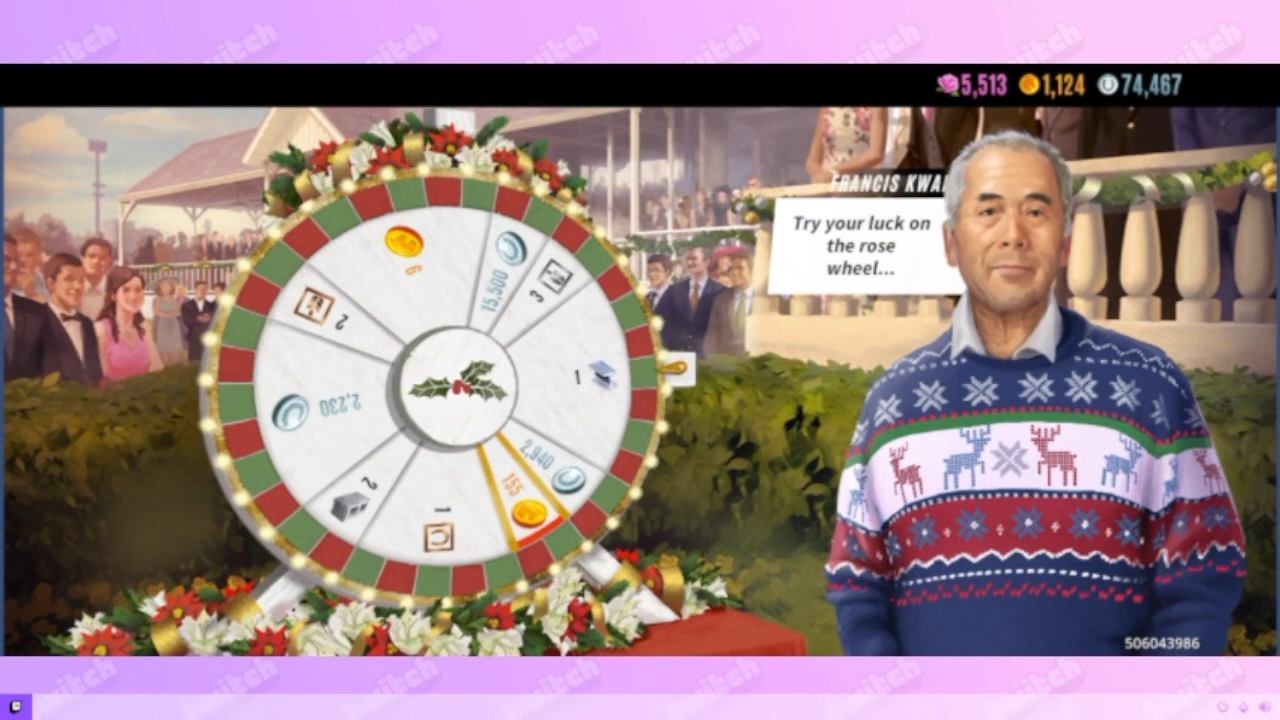 5,513 1,124 74,467
FRANCIS KWA
Try your luck on
the rose
wheel...
6
15,500
3
2
1
2,230
2,940
155
2
1
506043986